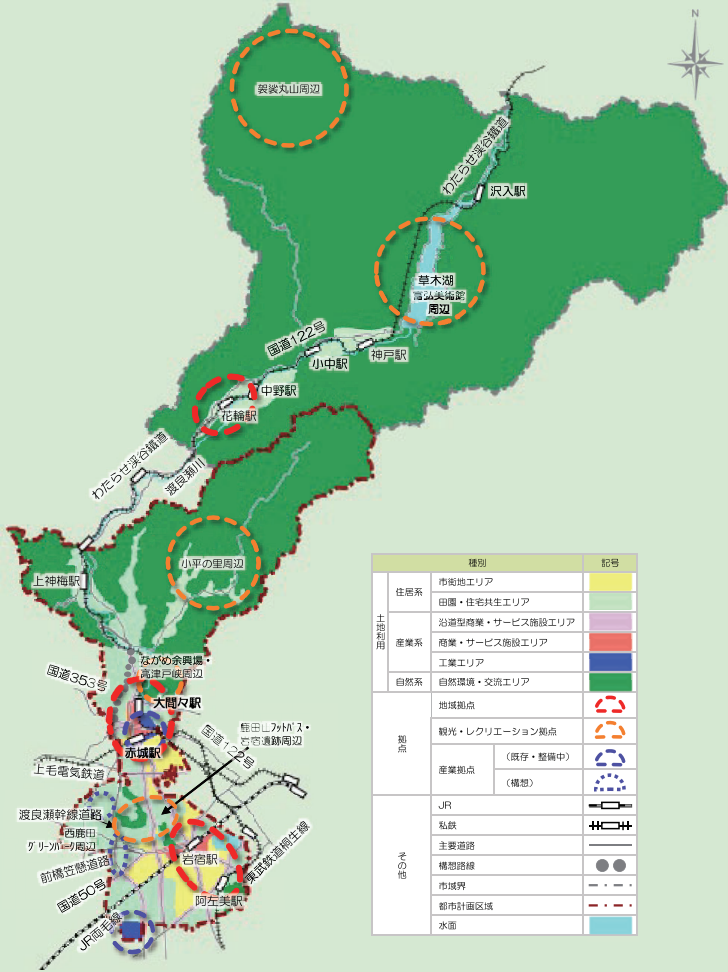 N
袈裟丸山周辺
わたらせ渓谷鐵道
沢入駅
草木湖
富弘美術館
周辺
国道122号
神戸駅
小中駅
中野駅
花輪駅
わたらせ渓谷鐵道
渡良瀬川
小平の里周辺
上神梅駅
ながめ余興場・
高津戸峡周辺
国道353号
大間々駅
鹿田山フットパス・
岩宿遺跡周辺
国道122号
赤城駅
上毛電気鉄道
渡良瀬幹線道路
西鹿田
グリーンパーク周辺
前橋笠懸道路
岩宿駅
東武鉄道桐生線
国道50号
阿左美駅
JR両毛線
種別
記号
土地利用
住居系
市街地エリア
田園・住宅共生エリア
産業系
沿道型商業・サービス施設エリア
商業・サービス施設エリア
工業エリア
自然系
自然環境・交流エリア
拠点
地域拠点
観光・レクリエーション拠点
産業拠点
(既存・整備中)
(構想)
その他
JR
私鉄
主要道路
構想路線
市域界
都市計画区域
水面